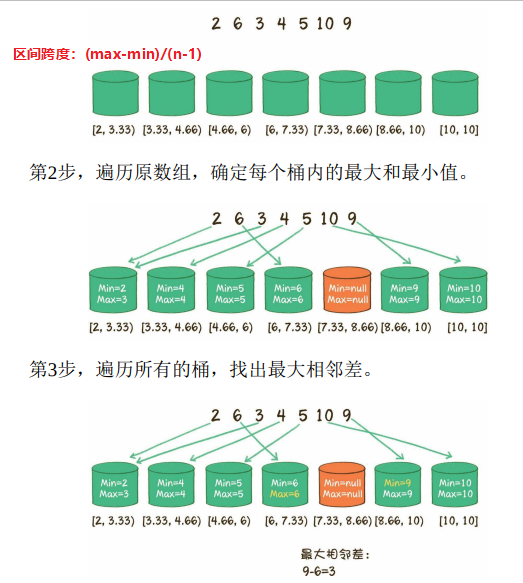 2 6 3 4 5 10 9
区间跨度：(max-min)/(n-1)
[2, 3.33) [3.33, 4.66) [4.66, 6) [6, 7.33) [7.33, 8.66) [8.66, 10) [10, 10]
第2步，遍历原数组，确定每个桶内的最大和最小值。
2 6 3 4 5 10 9
Min=2 Min=4 Min=5 Min=6 Min=null Min=9 Min=10
Max=3 Max=4 Max=5 Max=6 Max=null Max=9 Max=10
[2, 3.33) [3.33, 4.66) [4.66, 6) [6, 7.33) [7.33, 8.66) [8.66, 10) [10, 10]
第3步，遍历所有的桶，找出最大相邻差。
2 6 3 4 5 10 9
Min=2 Min=4 Min=5 Min=6 Min=null Min=9 Min=10
Max=3 Max=4 Max=5 Max=6 Max=null Max=9 Max=10
[2, 3.33) [3.33, 4.66) [4.66, 6) [6, 7.33) [7.33, 8.66) [8.66, 10) [10, 10]
最大相邻差：
9-6=3